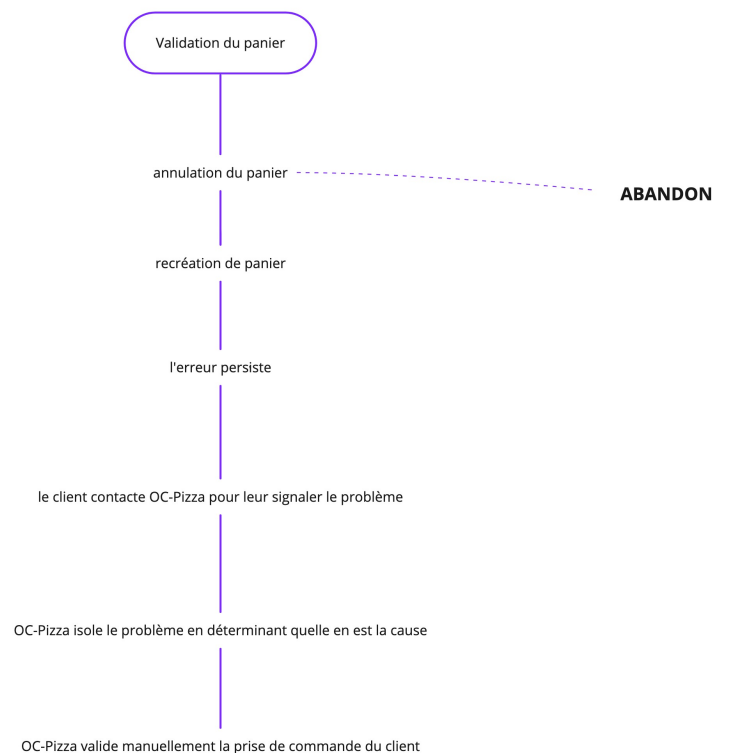 Validation du panier
annulation du panier
ABANDON
recréation de panier
l'erreur persiste
le client contacte OC-Pizza pour leur signaler le problème
OC-Pizza isole le problème en déterminant quelle en est la cause
OC-Pizza valide manuellement la prise de commande du client